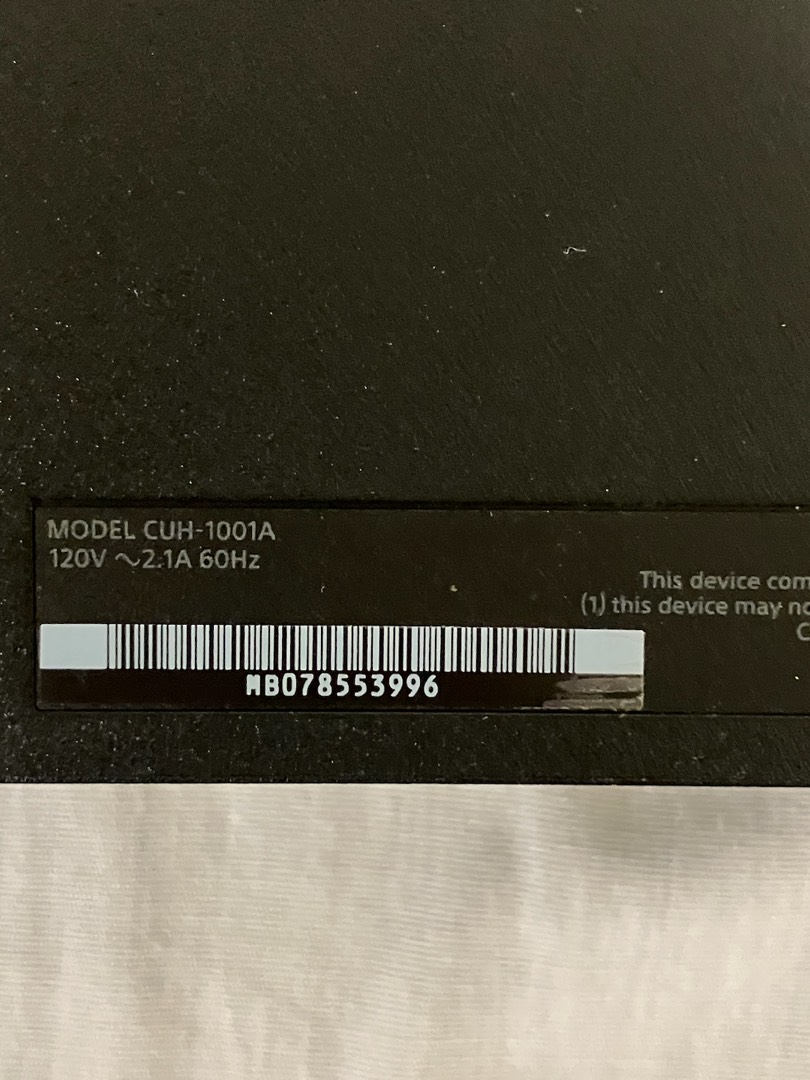 MODEL CUH-1001A
120V ～2.1A 60Hz
This device com
(1) this device may no
C
MB078553996